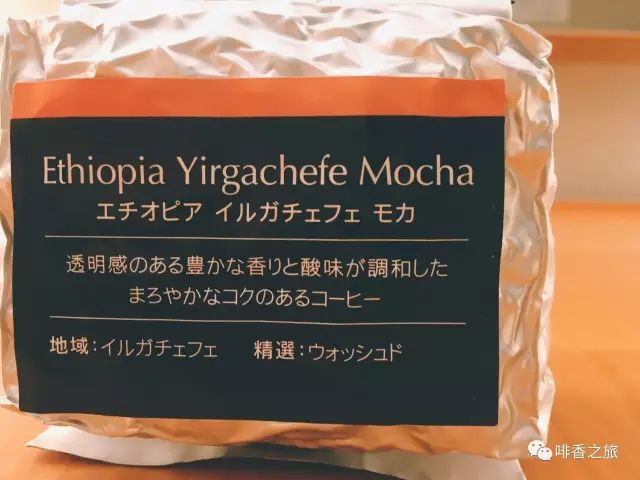 Ethiopia Yirgachefe Mocha
エチオピア イルガチェフェ モカ
透明感のある豊かな香りと酸味が調和した
まろやかなコクのあるコーヒー
地域:イルガチェフェ 精選:ウォッシュド
啡香之旅